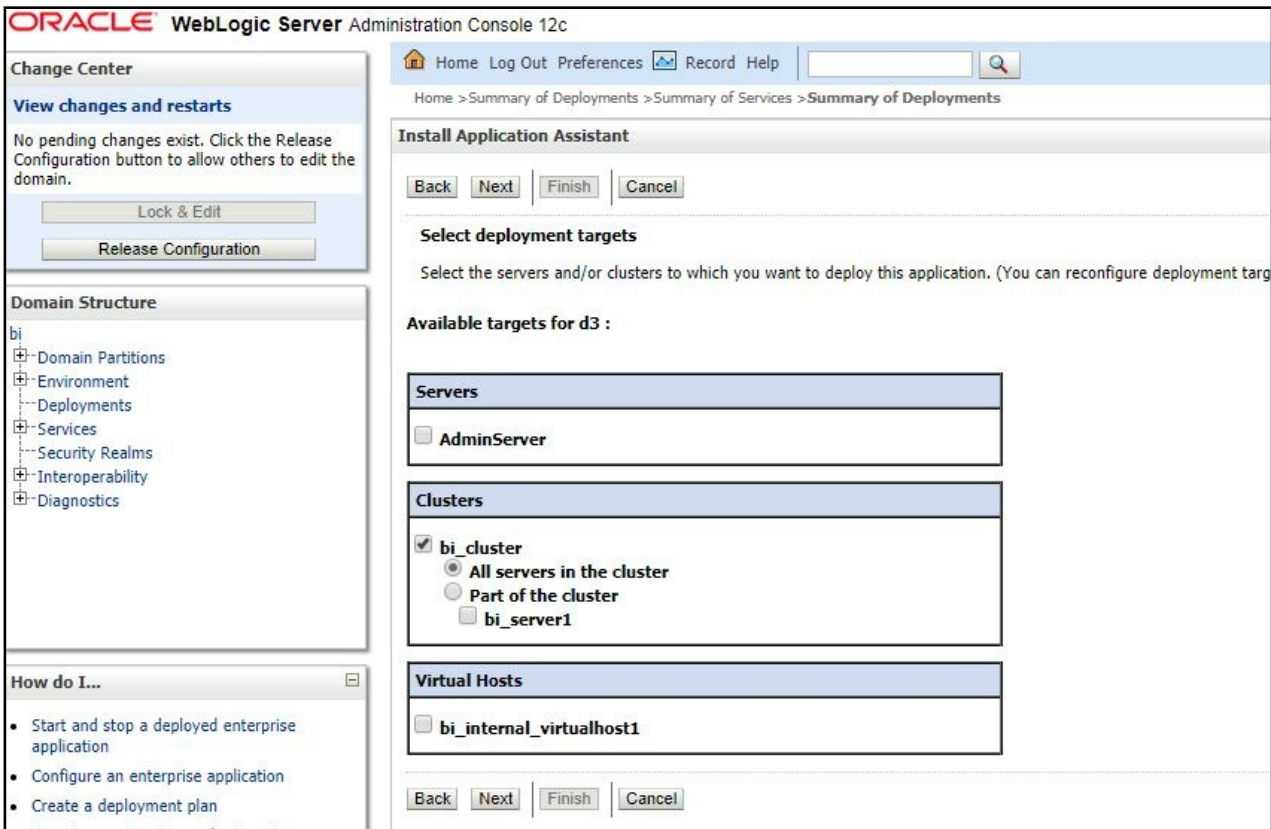 ORACLE WebLogic Server Administration Console 12c
Change Center
View changes and restarts
No pending changes exist. Click the Release
Configuration button to allow others to edit the
domain.
Lock & Edit
Release Configuration
Domain Structure
bi
Domain Partitions
Environment
Deployments
Services
Security Realms
Interoperability
Diagnostics
How do I...
Start and stop a deployed enterprise
application
Configure an enterprise application
Create a deployment plan
Home Log Out Preferences Record Help
Home >Summary of Deployments >Summary of Services >Summary of Deployments
Install Application Assistant
Back Next Finish Cancel
Select deployment targets
Select the servers and/or clusters to which you want to deploy this application. (You can reconfigure deployment targ
Available targets for d3 :
Servers
AdminServer
Clusters
bi_cluster
All servers in the cluster
Part of the cluster
bi_server1
Virtual Hosts
bi_internal_virtualhost1
Back Next Finish Cancel